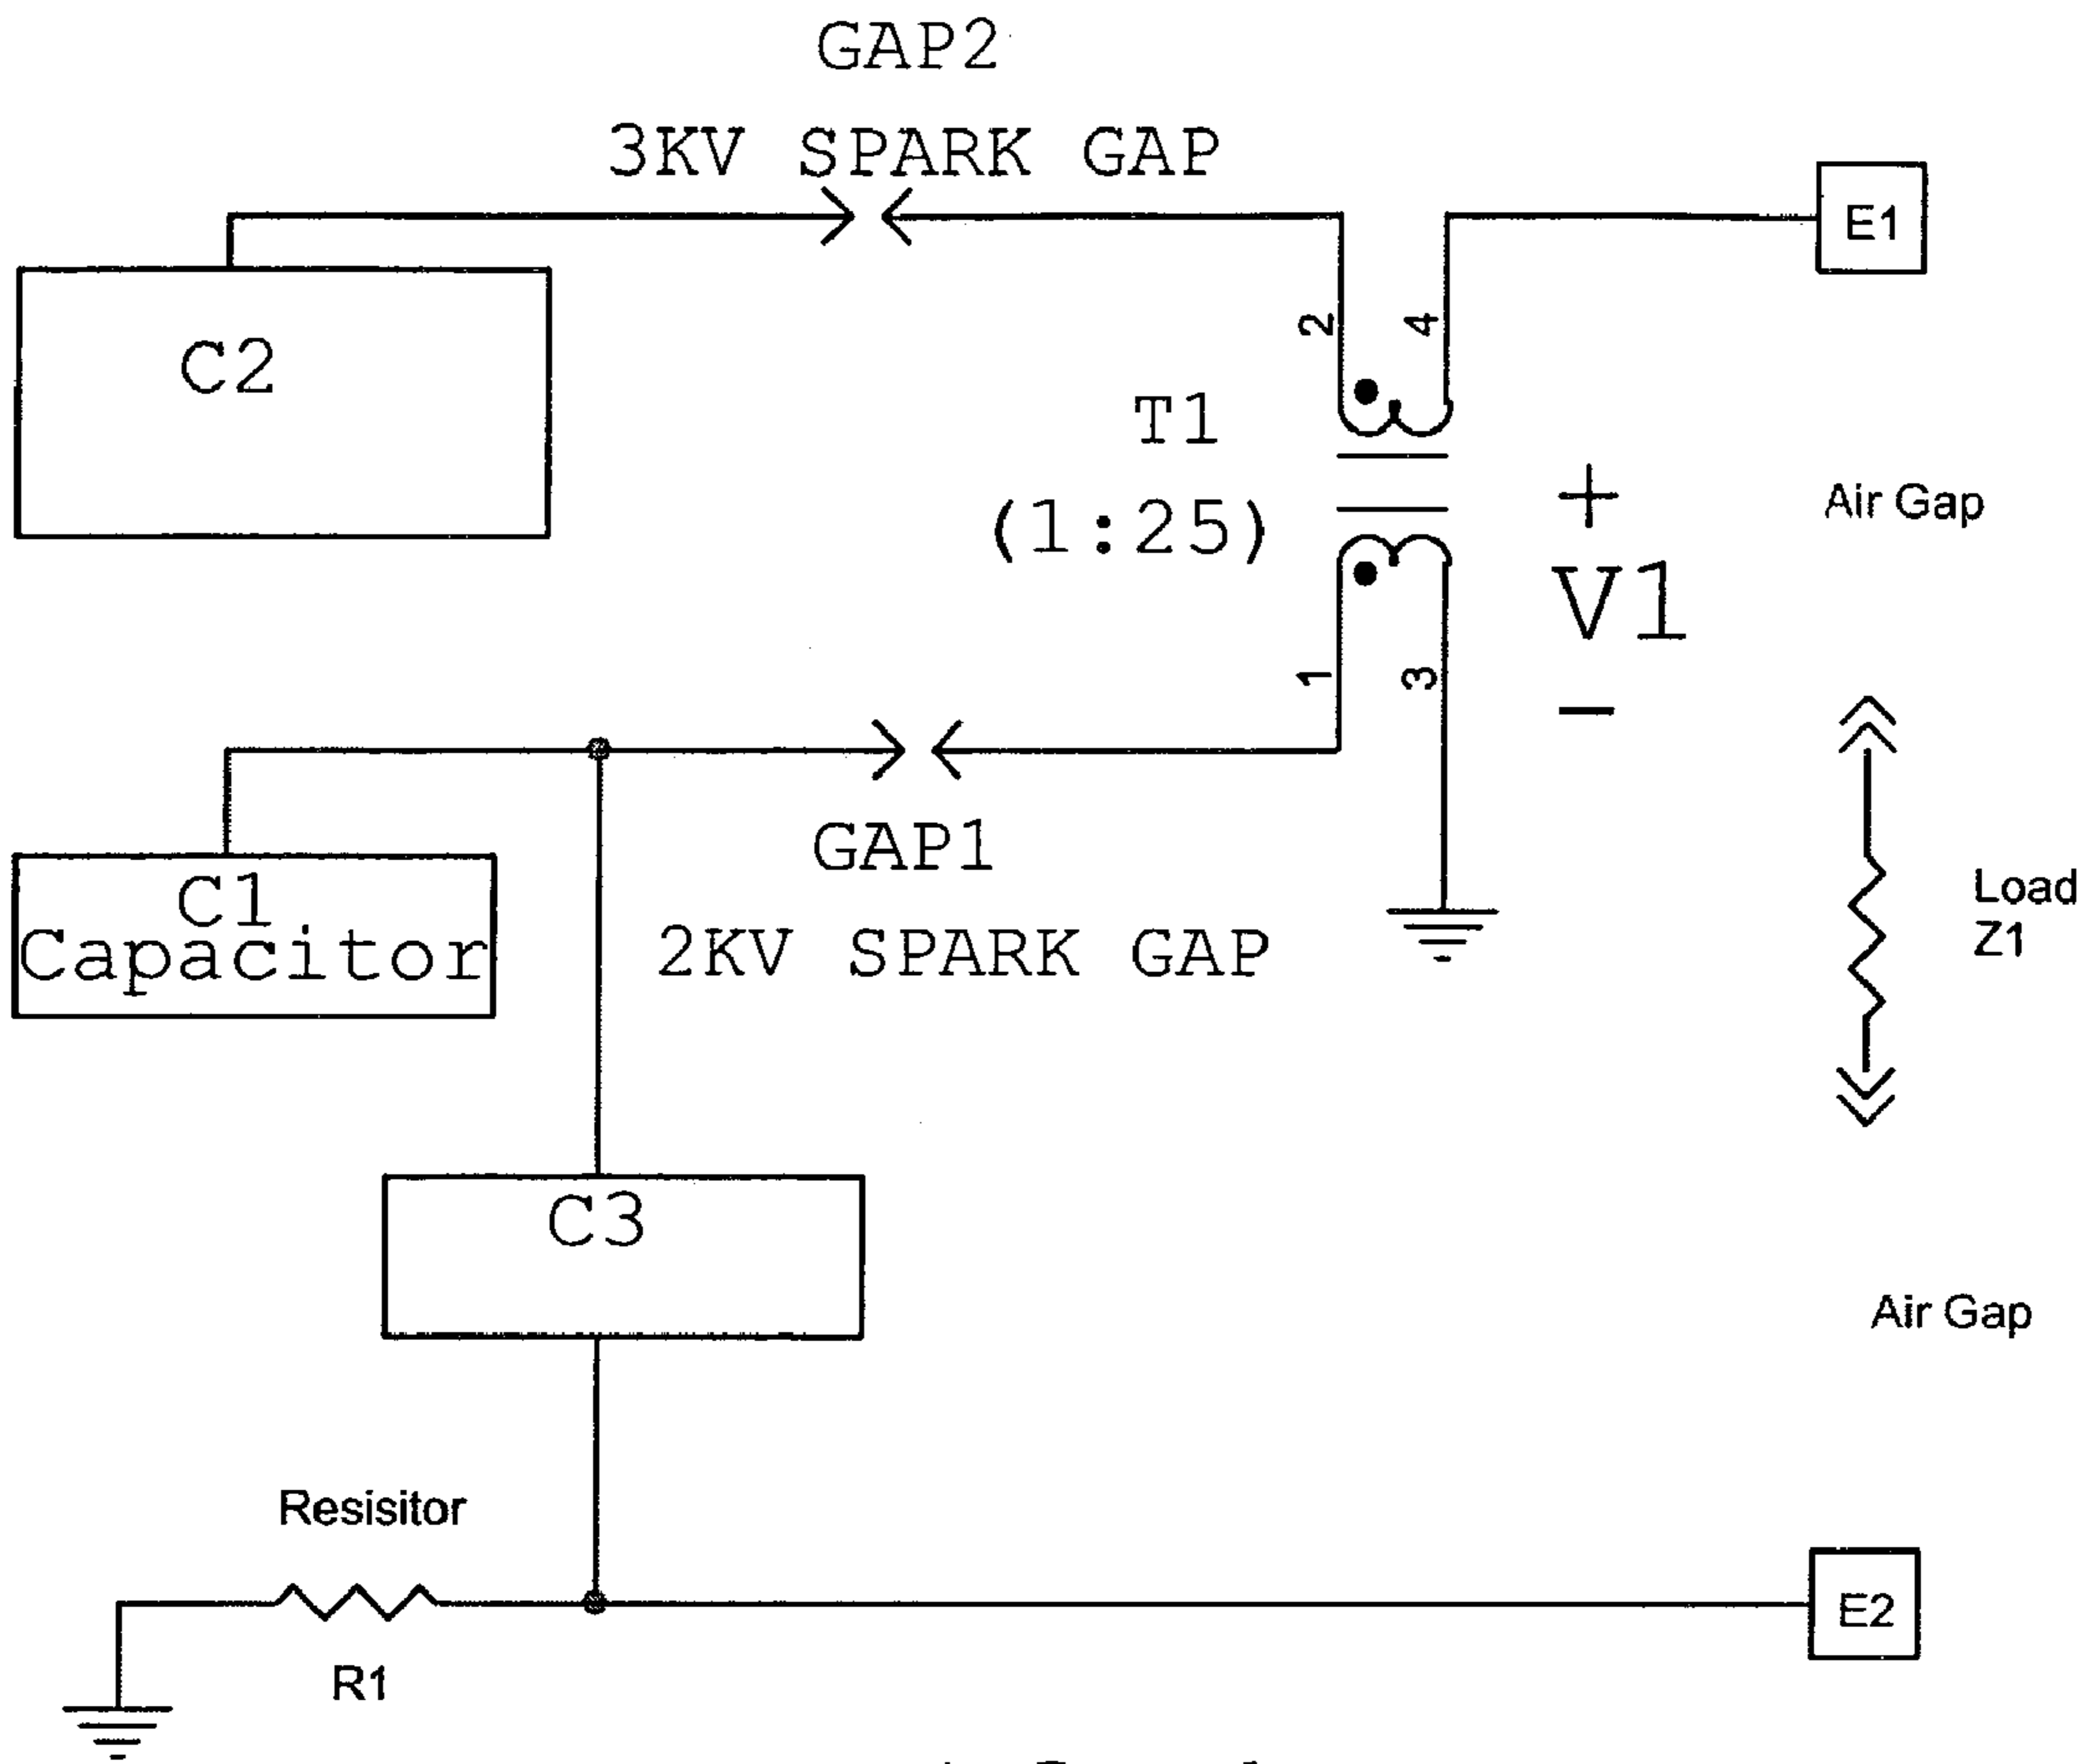 GAP2
3KV SPARK GAP
E1
C2
2
4
T1
(1:25)
+
V1
−
Air Gap
1
3
GAP1
2KV SPARK GAP
C1
Capacitor
Load
Z1
C3
Air Gap
Resisitor
R1
E2